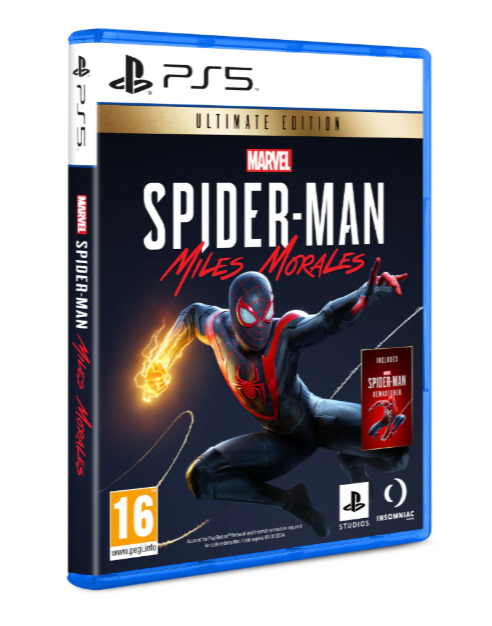 PS5
ULTIMATE EDITION
MARVEL
SPIDER-MAN
MILES MORALES
INCLUDES
MARVEL
SPIDER-MAN
REMASTERED
16
www.pegi.info
STUDIOS
INSOMNIAC
PS5
MARVEL SPIDER-MAN MILES MORALES